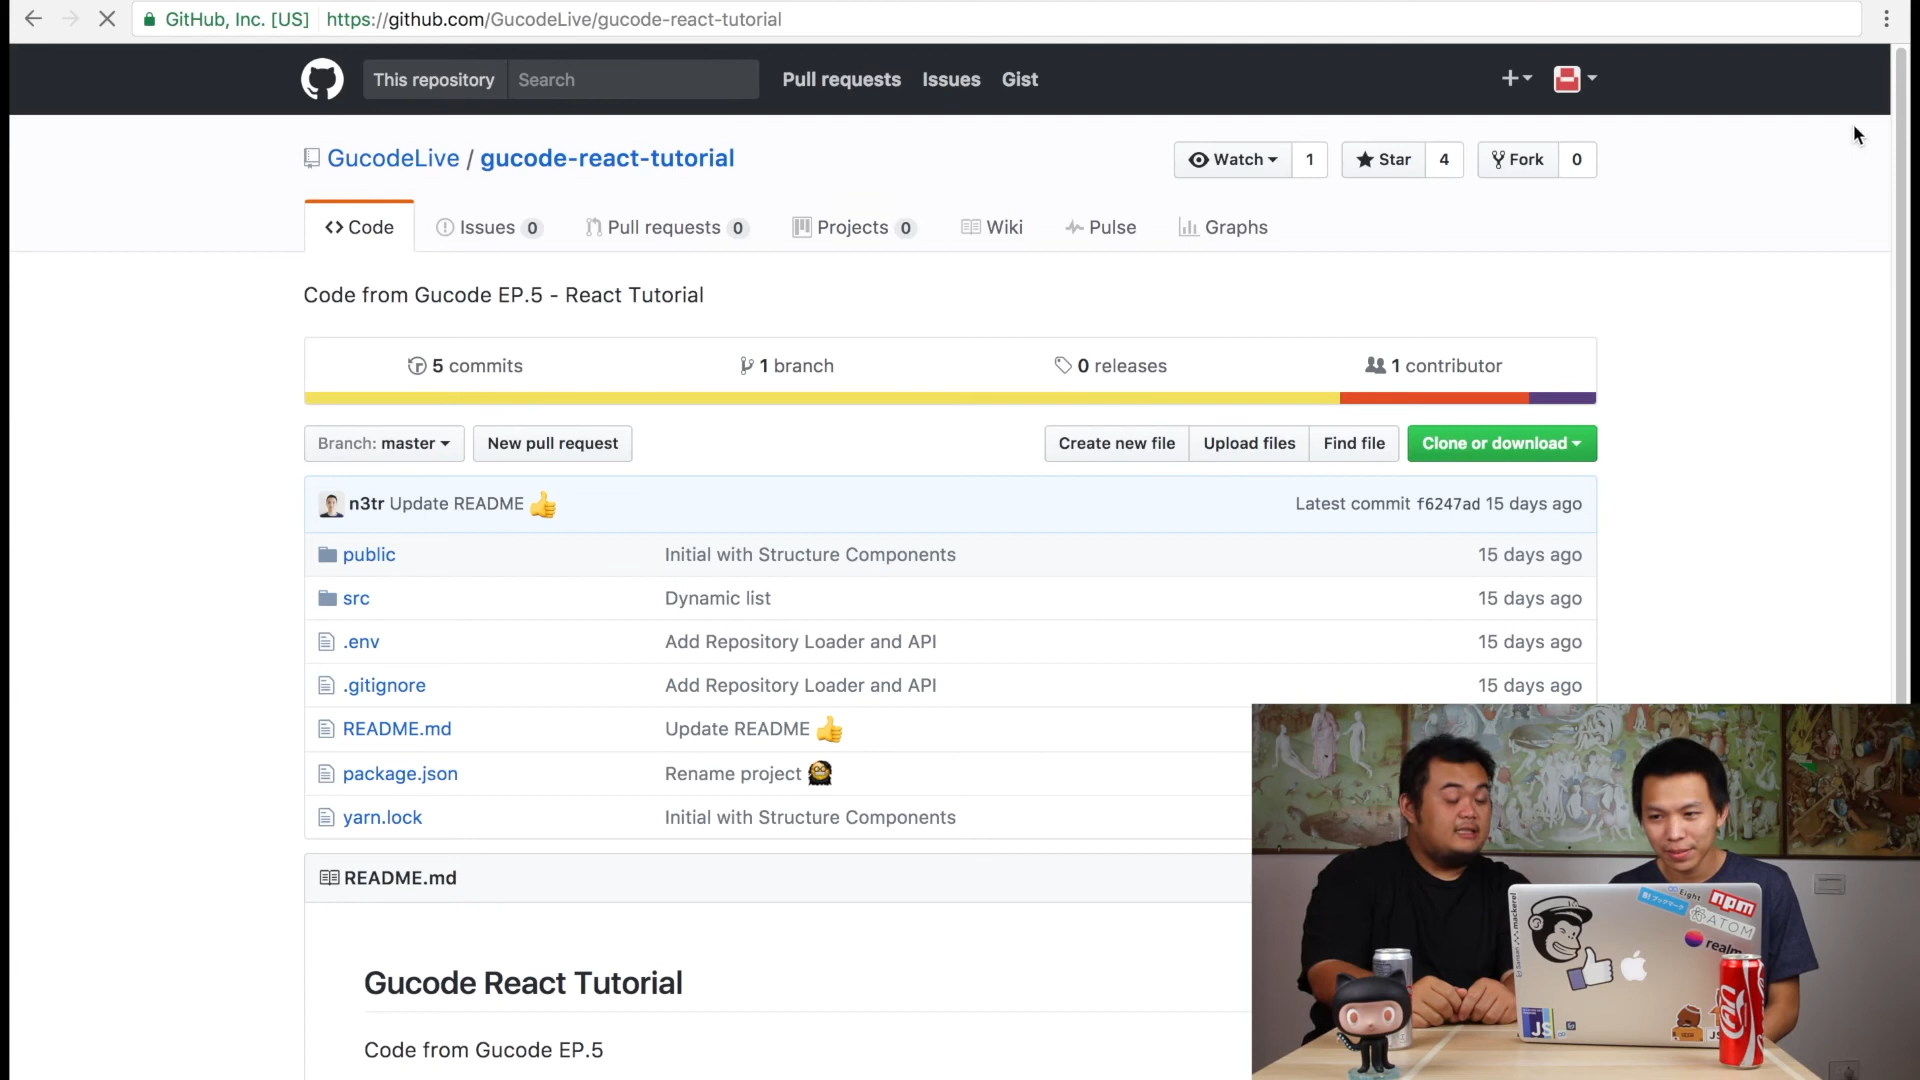 GitHub, Inc. [US] https://github.com/GucodeLive/gucode-react-tutorial
This repository Search Pull requests Issues Gist
GucodeLive / gucode-react-tutorial
Watch 1 Star 4 Fork 0
Code Issues 0 Pull requests 0 Projects 0 Wiki Pulse Graphs
Code from Gucode EP.5 - React Tutorial
5 commits 1 branch 0 releases 1 contributor
Branch: master New pull request Create new file Upload files Find file Clone or download
n3tr Update README 👍 Latest commit f6247ad 15 days ago
public Initial with Structure Components 15 days ago
src Dynamic list 15 days ago
.env Add Repository Loader and API 15 days ago
.gitignore Add Repository Loader and API 15 days ago
README.md Update README 👍
package.json Rename project
yarn.lock Initial with Structure Components
README.md
Gucode React Tutorial
Code from Gucode EP.5
Eight
npm
ATOM
realm
mackerel
JS